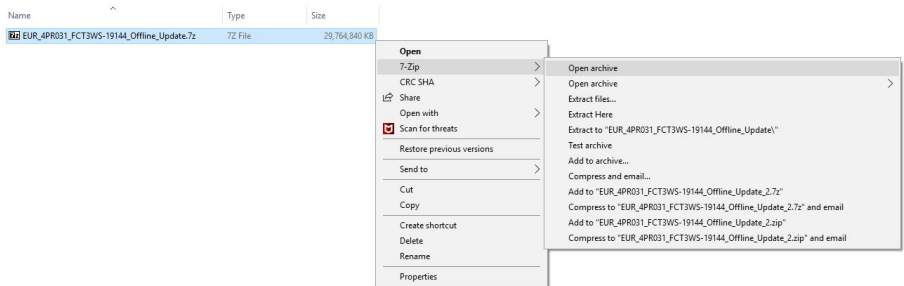 Name Type Size
EUR_4PR031_FCT3WS-19144_Offline_Update.7z 7Z File 29,764,840 KB
Open
7-Zip
CRC SHA
Share
Open with
Scan for threats
Restore previous versions
Send to
Cut
Copy
Create shortcut
Delete
Rename
Properties
Open archive
Open archive
Extract files...
Extract Here
Extract to "EUR_4PR031_FCT3WS-19144_Offline_Update\"
Test archive
Add to archive...
Compress and email...
Add to "EUR_4PR031_FCT3WS-19144_Offline_Update_2.7z"
Compress to "EUR_4PR031_FCT3WS-19144_Offline_Update_2.7z" and email
Add to "EUR_4PR031_FCT3WS-19144_Offline_Update_2.zip"
Compress to "EUR_4PR031_FCT3WS-19144_Offline_Update_2.zip" and email